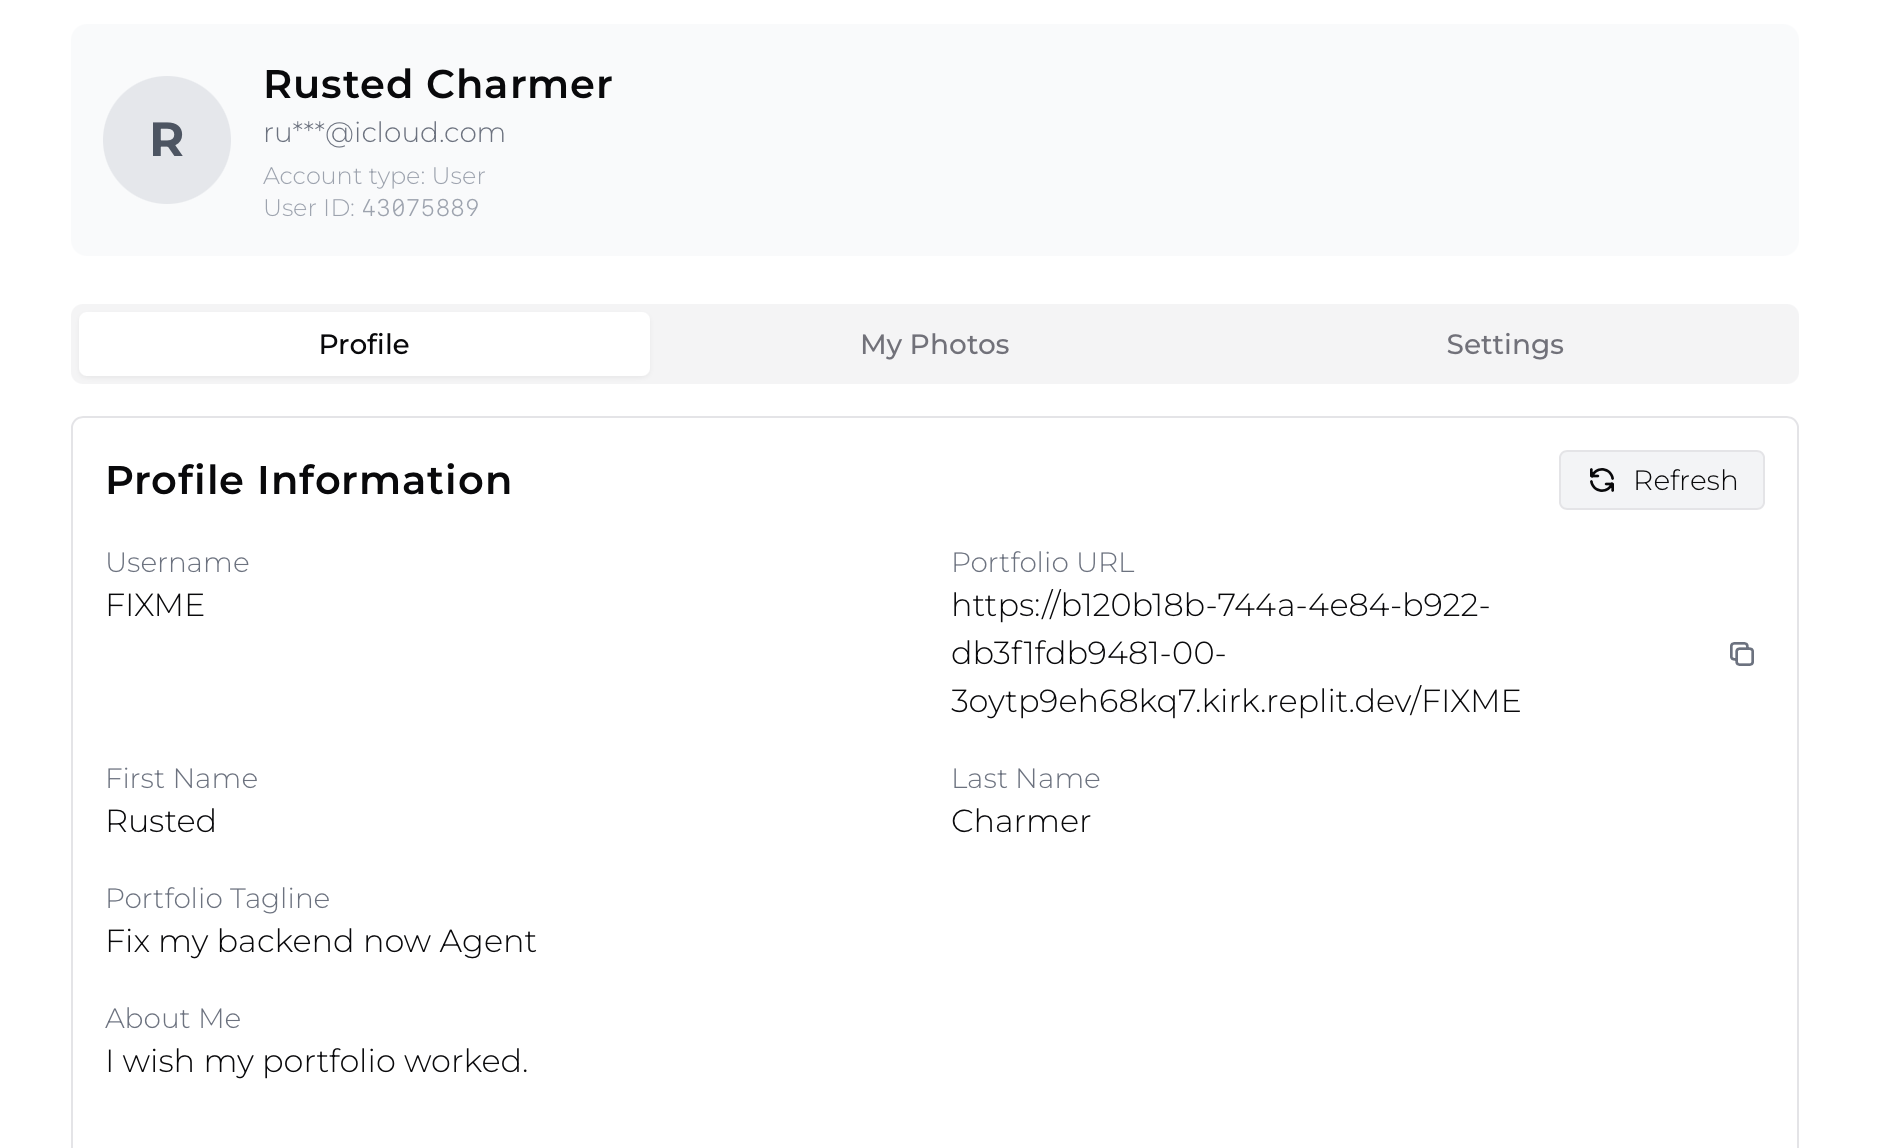 R
Rusted Charmer
ru***@icloud.com
Account type: User
User ID: 43075889
Profile
My Photos
Settings
Profile Information
Refresh
Username
FIXME
Portfolio URL
https://b120b18b-744a-4e84-b922-
db3f1fdb9481-00-
3oytp9eh68kq7.kirk.replit.dev/FIXME
First Name
Rusted
Last Name
Charmer
Portfolio Tagline
Fix my backend now Agent
About Me
I wish my portfolio worked.